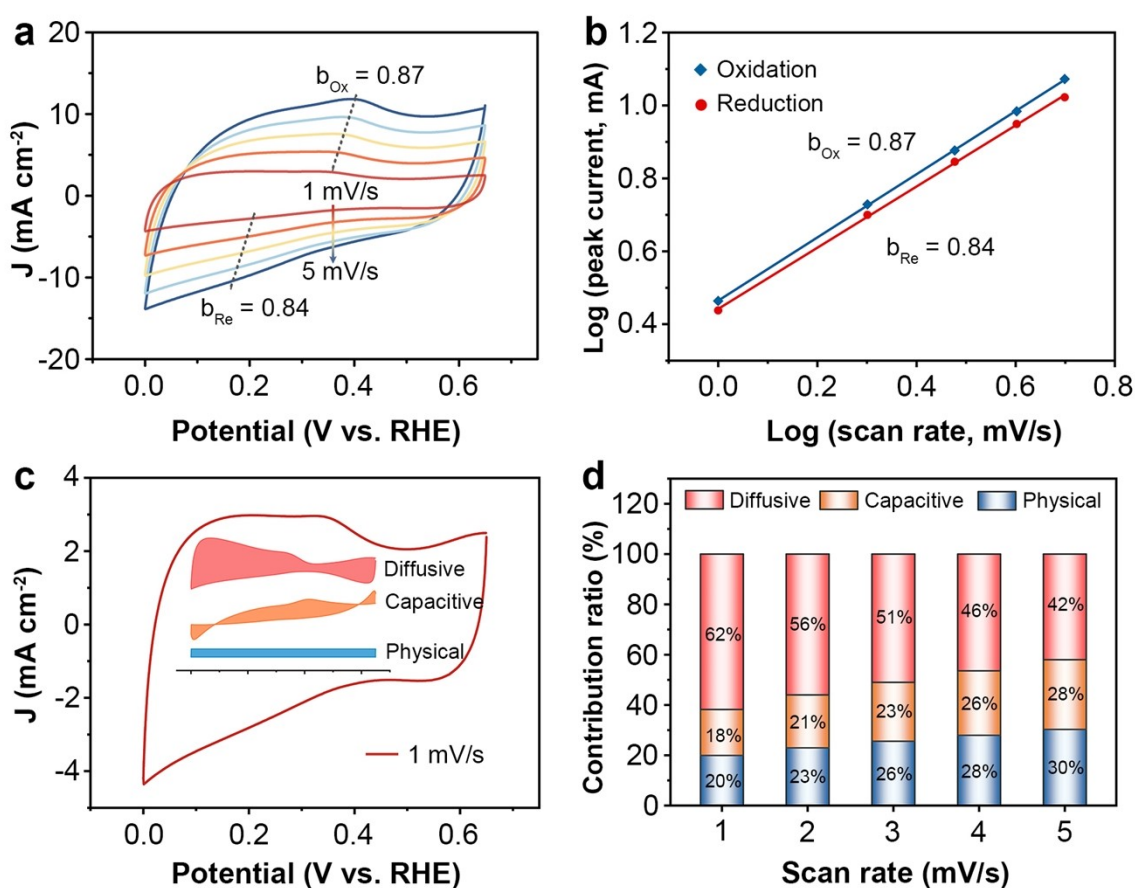 a
20
10
0
-10
-20
J (mA cm-2)
bOx = 0.87
1 mV/s
5 mV/s
bRe = 0.84
0.0
0.2
0.4
0.6
Potential (V vs. RHE)
b
1.2
1.0
0.8
0.6
0.4
Log (peak current, mA)
Oxidation
Reduction
bOx = 0.87
bRe = 0.84
0.0
0.2
0.4
0.6
0.8
Log (scan rate, mV/s)
c
4
2
0
-2
-4
J (mA cm-2)
Diffusive
Capacitive
Physical
1 mV/s
0.0
0.2
0.4
0.6
Potential (V vs. RHE)
d
120
100
80
60
40
20
0
Contribution ratio (%)
Diffusive Capacitive Physical
62% 56% 51% 46% 42%
18% 21% 23% 26% 28%
20% 23% 26% 28% 30%
1 2 3 4 5
Scan rate (mV/s)